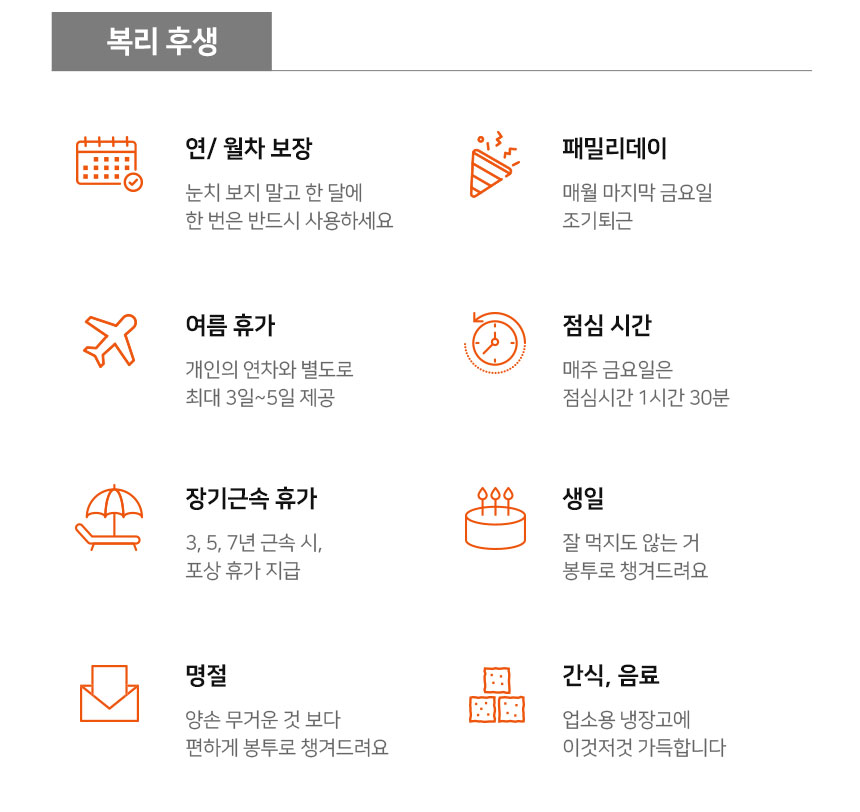 복리 후생
연/ 월차 보장
눈치 보지 말고 한 달에
한 번은 반드시 사용하세요
패밀리데이
매월 마지막 금요일
조기퇴근
여름 휴가
개인의 연차와 별도로
최대 3일~5일 제공
점심 시간
매주 금요일은
점심시간 1시간 30분
장기근속 휴가
3, 5, 7년 근속 시,
포상 휴가 지급
생일
잘 먹지도 않는 거
봉투로 챙겨드려요
명절
양손 무거운 것 보다
편하게 봉투로 챙겨드려요
간식, 음료
업소용 냉장고에
이것저것 가득합니다